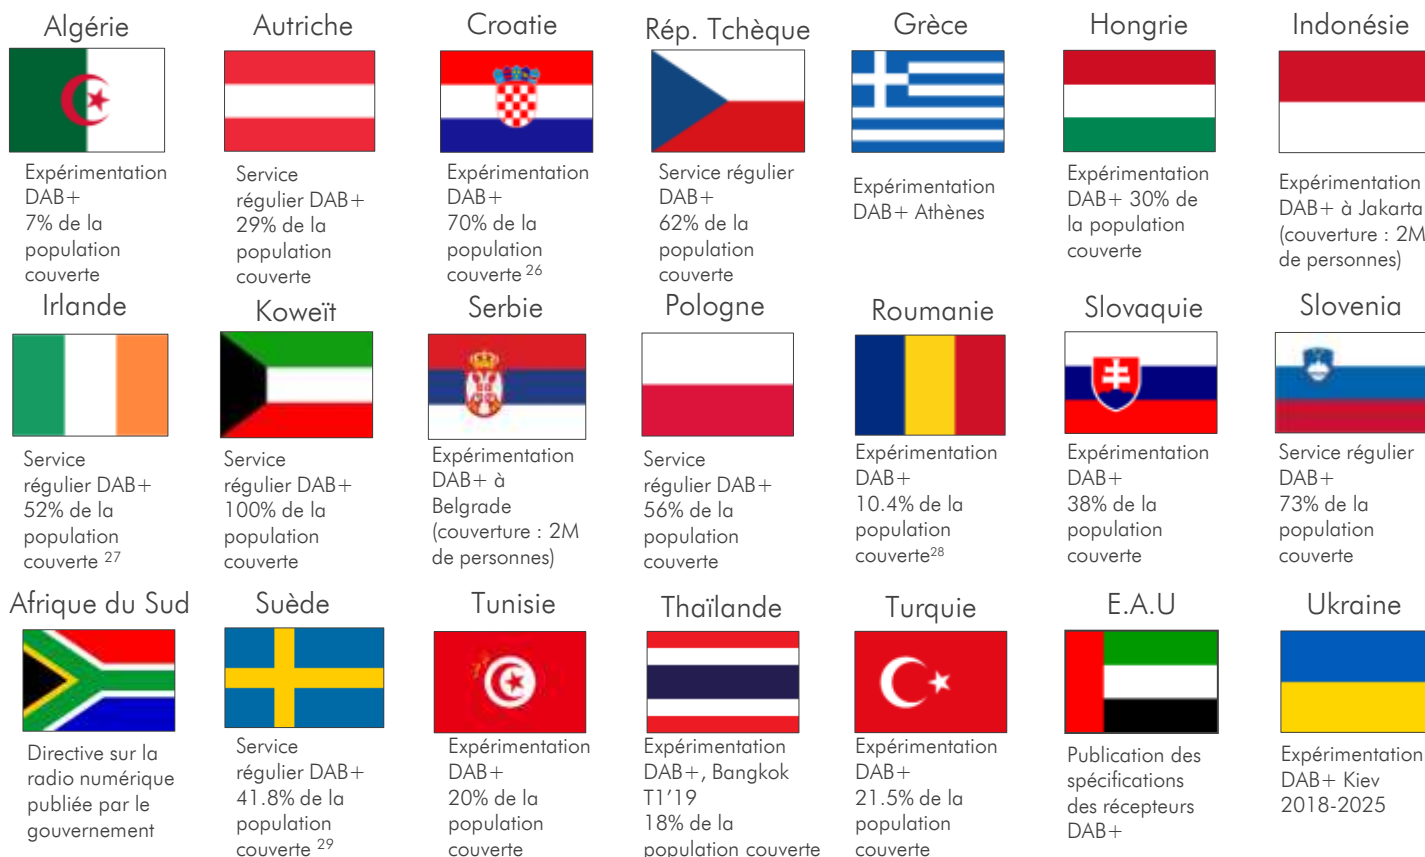 Algérie
Expérimentation
DAB+
7% de la
population
couverte
Autriche
Service
régulier DAB+
29% de la
population
couverte
Croatie
Expérimentation
DAB+
70% de la
population
couverte 26
Rép. Tchèque
Service régulier
DAB+
62% de la
population
couverte
Grèce
Expérimentation
DAB+ Athènes
Hongrie
Expérimentation
DAB+ 30% de
la population
couverte
Indonésie
Expérimentation
DAB+ à Jakarta
(couverture : 2M
de personnes)
Irlande
Service
régulier DAB+
52% de la
population
couverte 27
Koweït
Service
régulier DAB+
100% de la
population
couverte
Serbie
Expérimentation
DAB+ à
Belgrade
(couverture : 2M
de personnes)
Pologne
Service
régulier DAB+
56% de la
population
couverte
Roumanie
Expérimentation
DAB+
10.4% de la
population
couverte28
Slovaquie
Expérimentation
DAB+
38% de la
population
couverte
Slovenia
Service régulier
DAB+
73% de la
population
couverte
Afrique du Sud
Directive sur la
radio numérique
publiée par le
gouvernement
Suède
Service
régulier DAB+
41.8% de la
population
couverte 29
Tunisie
Expérimentation
DAB+
20% de la
population
couverte
Thaïlande
Expérimentation
DAB+, Bangkok
T1'19
18% de la
population couverte
Turquie
Expérimentation
DAB+
21.5% de la
population
couverte
E.A.U
Publication des
spécifications
des récepteurs
DAB+
Ukraine
Expérimentation
DAB+ Kiev
2018-2025